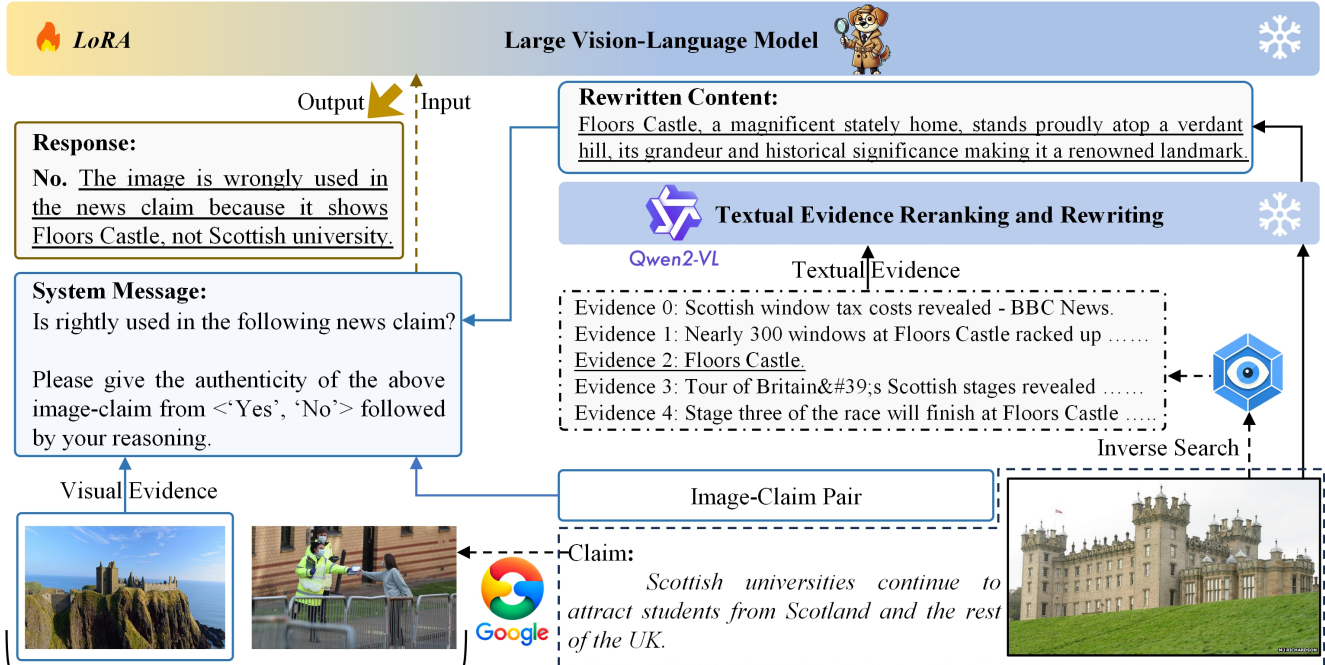 LoRA
Large Vision-Language Model
Output
Input
Rewritten Content:
Floors Castle, a magnificent stately home, stands proudly atop a verdant
hill, its grandeur and historical significance making it a renowned landmark.
Response:
No. The image is wrongly used in
the news claim because it shows
Floors Castle, not Scottish university.
Textual Evidence Reranking and Rewriting
Qwen2-VL
Textual Evidence
System Message:
Is rightly used in the following news claim?
Please give the authenticity of the above
image-claim from <‘Yes’, ‘No’> followed
by your reasoning.
Evidence 0: Scottish window tax costs revealed - BBC News.
Evidence 1: Nearly 300 windows at Floors Castle racked up ……
Evidence 2: Floors Castle.
Evidence 3: Tour of Britain&#39;s Scottish stages revealed ……
Evidence 4: Stage three of the race will finish at Floors Castle …..
Inverse Search
Visual Evidence
Image-Claim Pair
Google
Claim:
Scottish universities continue to
attract students from Scotland and the rest
of the UK.
MJ RICHARDSON